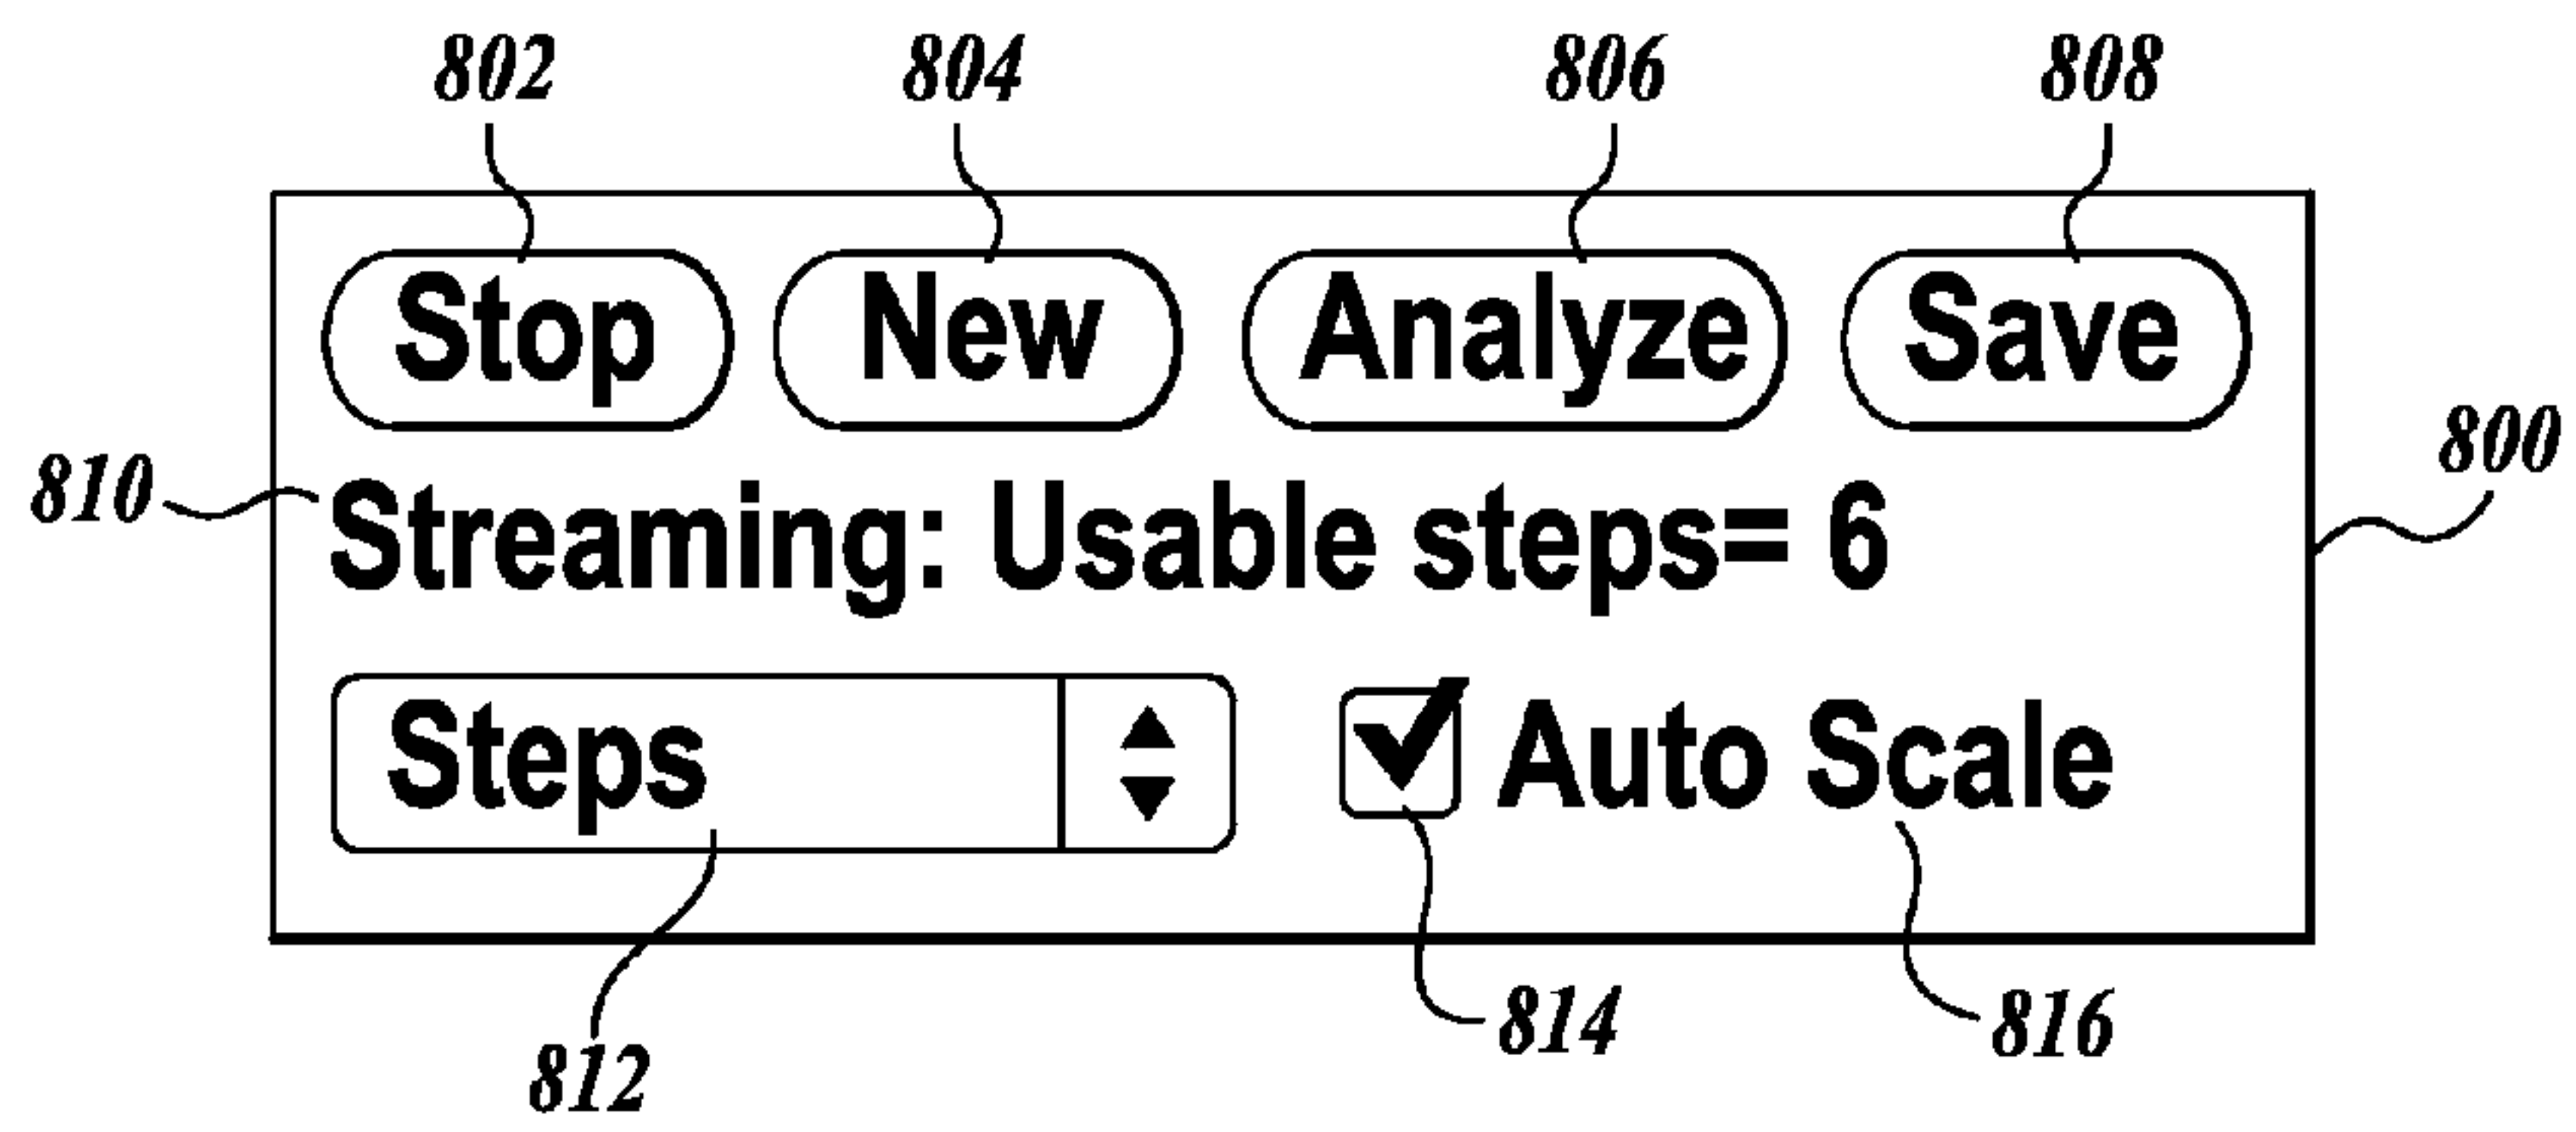 802 804 806 808
Stop New Analyze Save
800
810 Streaming: Usable steps= 6
Steps Auto Scale
812 814 816